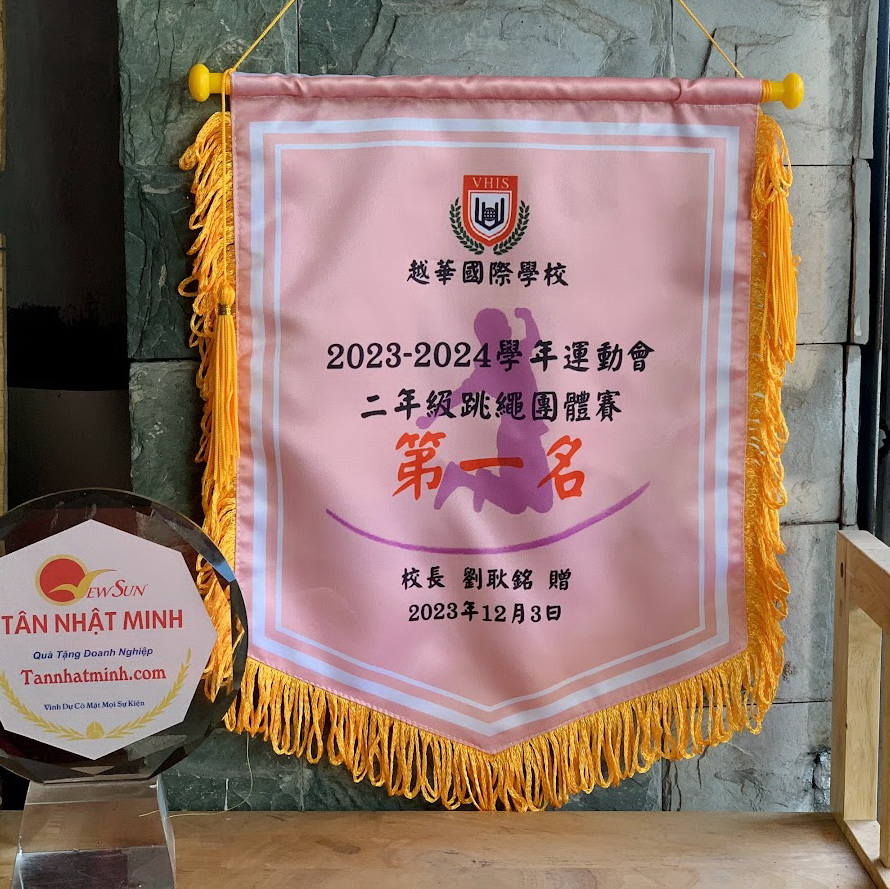 VHIS
越華國際學校
2023-2024學年運動會
二年級跳繩團體賽
第一名
校長 劉耿銘 贈
2023年12月3日
NEWSUN
TÂN NHẬT MINH
Quà Tặng Doanh Nghiệp
Tannhatminh.com
Vinh Dự Có Mặt Mọi Sự Kiện